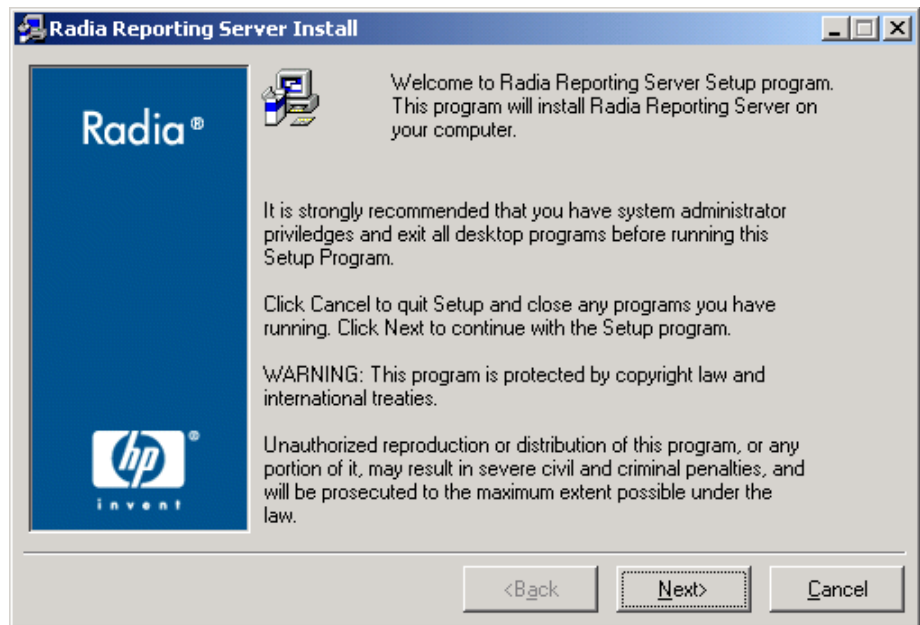 Radia Reporting Server Install
Radia®
Welcome to Radia Reporting Server Setup program.
This program will install Radia Reporting Server on
your computer.
It is strongly recommended that you have system administrator
priviledges and exit all desktop programs before running this
Setup Program.
Click Cancel to quit Setup and close any programs you have
running. Click Next to continue with the Setup program.
WARNING: This program is protected by copyright law and
international treaties.
Unauthorized reproduction or distribution of this program, or any
portion of it, may result in severe civil and criminal penalties, and
will be prosecuted to the maximum extent possible under the
law.
hp®
invent
<Back
Next>
Cancel